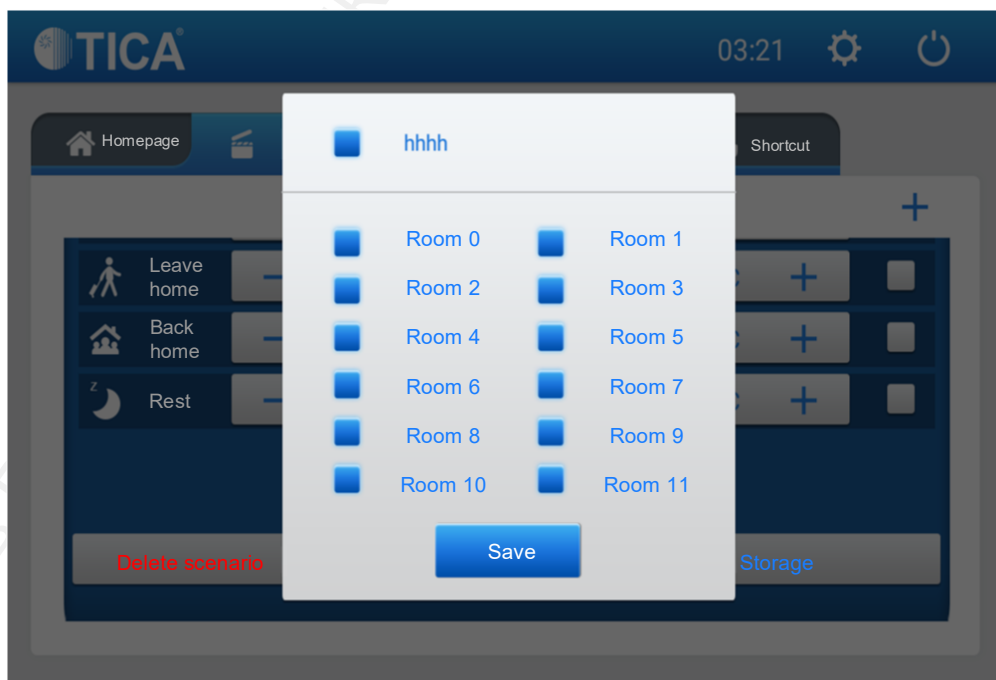 TICA
03:21
Homepage
Shortcut
hhhh
Room 0 Room 1
Leave
home
Room 2 Room 3
Back
home
Room 4 Room 5
Rest
Room 6 Room 7
Room 8 Room 9
Room 10 Room 11
Save
Delete scenario
Storage